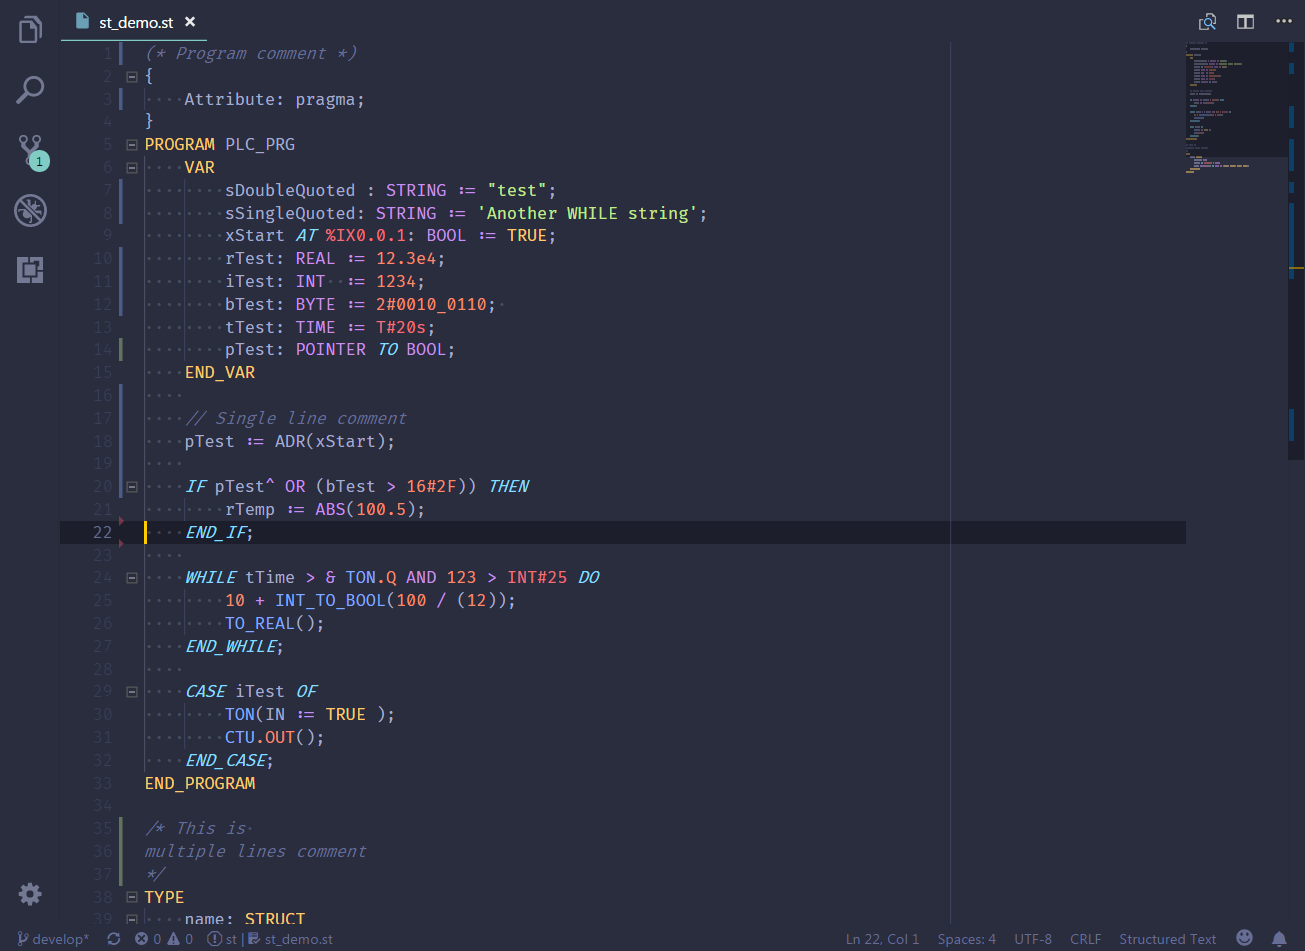 st_demo.st ×
1 (* Program comment *)
2 {
3 Attribute: pragma;
4 }
5 PROGRAM PLC_PRG
6 VAR
7 sDoubleQuoted : STRING := "test";
8 sSingleQuoted: STRING := 'Another WHILE string';
9 xStart AT %IX0.0.1: BOOL := TRUE;
10 rTest: REAL := 12.3e4;
11 iTest: INT := 1234;
12 bTest: BYTE := 2#0010_0110;
13 tTest: TIME := T#20s;
14 pTest: POINTER TO BOOL;
15 END_VAR
16
17 // Single line comment
18 pTest := ADR(xStart);
19
20 IF pTest^ OR (bTest > 16#2F)) THEN
21 rTemp := ABS(100.5);
22 END_IF;
23
24 WHILE tTime > & TON.Q AND 123 > INT#25 DO
25 10 + INT_TO_BOOL(100 / (12));
26 TO_REAL();
27 END_WHILE;
28
29 CASE iTest OF
30 TON(IN := TRUE );
31 CTU.OUT();
32 END_CASE;
33 END_PROGRAM
34
35 /* This is
36 multiple lines comment
37 */
38 TYPE
39 name: STRUCT
1
develop* 0 0 st | st_demo.st Ln 22, Col 1 Spaces: 4 UTF-8 CRLF Structured Text